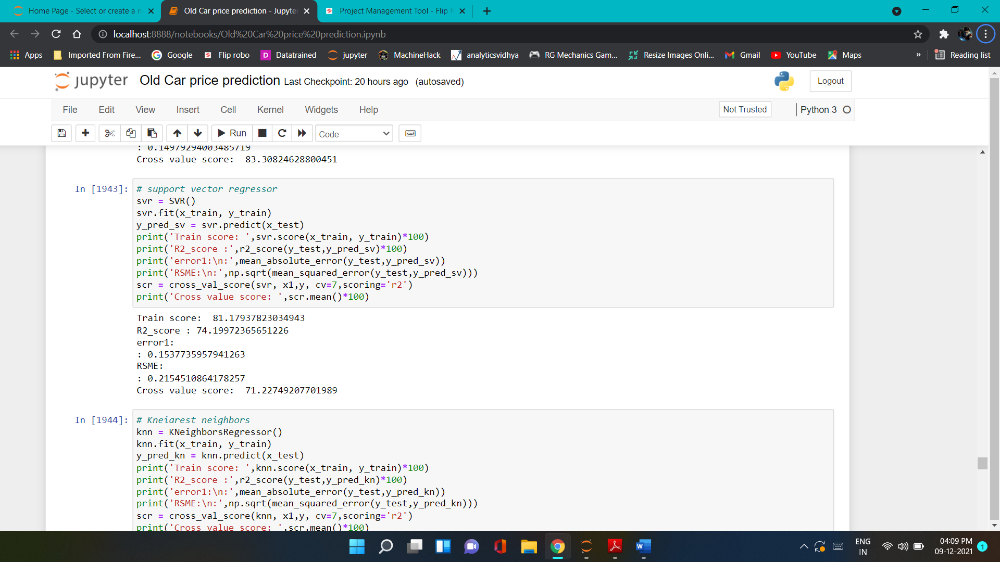 Home Page - Select or create a n
Old Car price prediction - Jupyte
Project Management Tool - Flip R
localhost:8888/notebooks/Old%20Car%20price%20prediction.ipynb
Apps
Imported From Fire...
Google
Flip robo
D Datatrained
jupyter
MachineHack
analyticsvidhya
RG Mechanics Gam...
Resize Images Onli...
Gmail
YouTube
Maps
»
Reading list
jupyter Old Car price prediction Last Checkpoint: 20 hours ago (autosaved)
Logout
File Edit View Insert Cell Kernel Widgets Help
Not Trusted
Python 3
Run
Code
: 0.14979294003485719
Cross value score:  83.30824628800451
In [1943]:
# support vector regressor
svr = SVR()
svr.fit(x_train, y_train)
y_pred_sv = svr.predict(x_test)
print('Train score: ',svr.score(x_train, y_train)*100)
print('R2_score :',r2_score(y_test,y_pred_sv)*100)
print('error1:\n:',mean_absolute_error(y_test,y_pred_sv))
print('RSME:\n:',np.sqrt(mean_squared_error(y_test,y_pred_sv)))
scr = cross_val_score(svr, x1,y, cv=7,scoring='r2')
print('Cross value score: ',scr.mean()*100)
Train score:  81.17937823034943
R2_score : 74.19972365651226
error1:
: 0.1537735957941263
RSME:
: 0.2154510864178257
Cross value score:  71.22749207701989
In [1944]:
# Kneiarest neighbors
knn = KNeighborsRegressor()
knn.fit(x_train, y_train)
y_pred_kn = knn.predict(x_test)
print('Train score: ',knn.score(x_train, y_train)*100)
print('R2_score :',r2_score(y_test,y_pred_kn)*100)
print('error1:\n:',mean_absolute_error(y_test,y_pred_kn))
print('RSME:\n:',np.sqrt(mean_squared_error(y_test,y_pred_kn)))
scr = cross_val_score(knn, x1,y, cv=7,scoring='r2')
print('Cross value score: ',scr.mean()*100)
W
ENG
IN
04:09 PM
09-12-2021
1